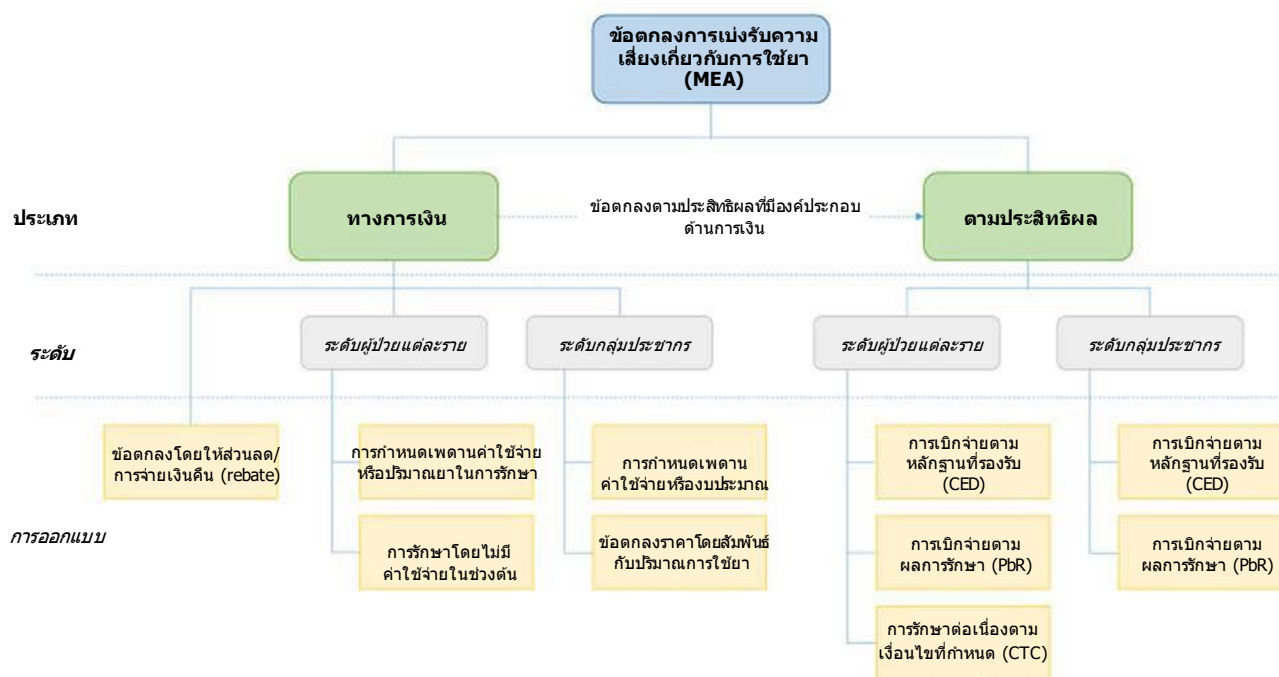 ข้อตกลงการเบ่งรับความ
เสี่ยงเกี่ยวกับการใช้ยา
(MEA)
ประเภท
ทางการเงิน
ข้อตกลงตามประสิทธิผลที่มีองค์ประกอบ
ด้านการเงิน
ตามประสิทธิผล
ระดับ
ระดับผู้ป่วยแต่ละราย
ระดับกลุ่มประชากร
ระดับผู้ป่วยแต่ละราย
ระดับกลุ่มประชากร
การออกแบบ
ข้อตกลงโดยให้ส่วนลด/
การจ่ายเงินคืน (rebate)
การกำหนดเพดานค่าใช้จ่าย
หรือปริมาณยาในการรักษา
การรักษาโดยไม่มี
ค่าใช้จ่ายในช่วงต้น
การกำหนดเพดาน
ค่าใช้จ่ายหรืองบประมาณ
ข้อตกลงราคาโดยสัมพันธ์
กับปริมาณการใช้ยา
การเบิกจ่ายตาม
หลักฐานที่รองรับ
(CED)
การเบิกจ่ายตาม
ผลการรักษา (PbR)
การรักษาต่อเนื่องตาม
เงื่อนไขที่กำหนด (CTC)
การเบิกจ่ายตาม
หลักฐานที่รองรับ
(CED)
การเบิกจ่ายตาม
ผลการรักษา (PbR)